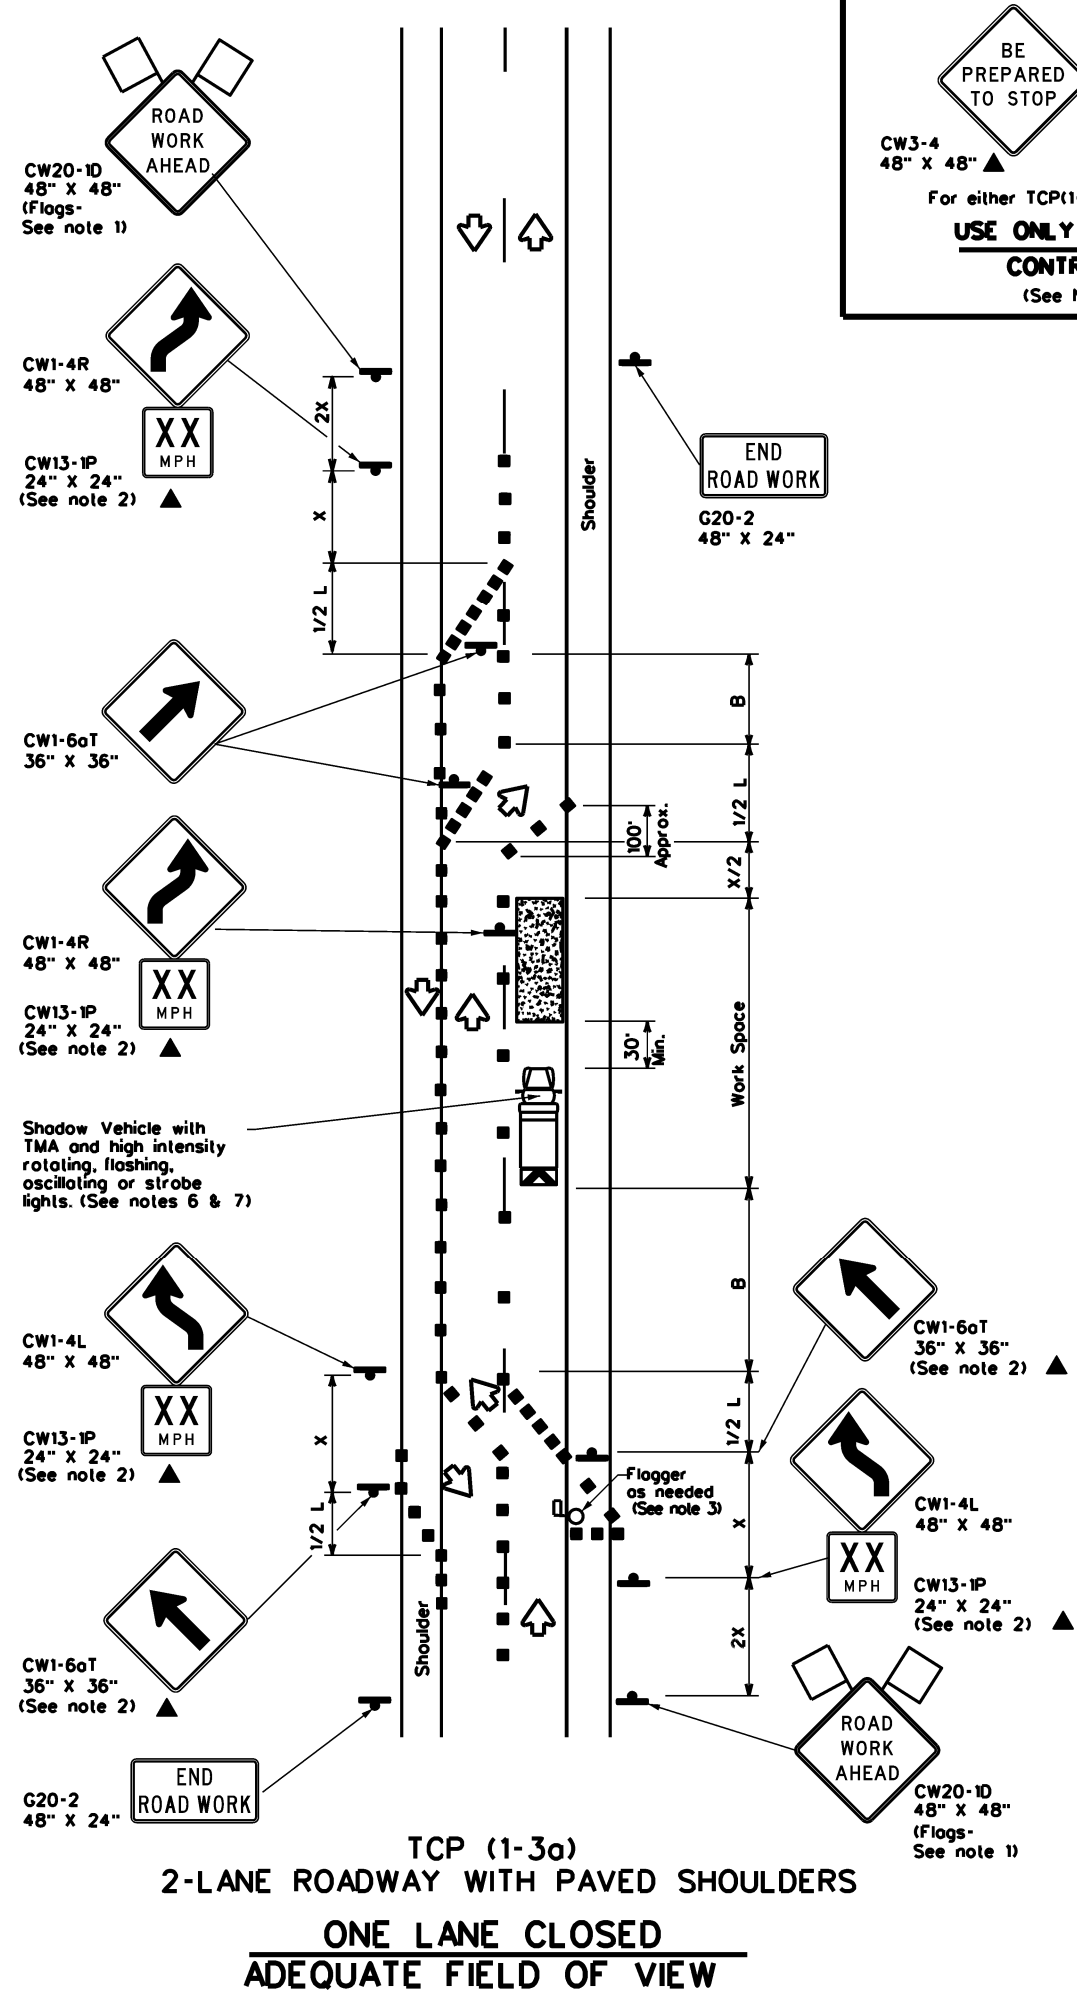 ROAD
WORK
AHEAD
CW20-1D
48" X 48"
(Flags-
See note 1)
CW1-4R
48" X 48"
XX
MPH
CW13-1P
24" X 24"
(See note 2)
2X
X
1/2 L
CW1-6aT
36" X 36"
CW1-4R
48" X 48"
XX
MPH
CW13-1P
24" X 24"
(See note 2)
Shadow Vehicle with
TMA and high intensity
rotating, flashing,
oscillating or strobe
lights. (See notes 6 & 7)
CW1-4L
48" X 48"
XX
MPH
CW13-1P
24" X 24"
(See note 2)
X
1/2 L
CW1-6aT
36" X 36"
(See note 2)
END
ROAD WORK
G20-2
48" X 24"
Shoulder
BE
PREPARED
TO STOP
CW3-4
48" X 48"
For either TCP(1-
USE ONLY
CONTR
(See
END
ROAD WORK
G20-2
48" X 24"
Shoulder
B
1/2 L
100'
Approx.
X/2
Work Space
30'
Min.
B
1/2 L
X
2X
Flagger
as needed
(See note 3)
CW1-6aT
36" X 36"
(See note 2)
CW1-4L
48" X 48"
XX
MPH
CW13-1P
24" X 24"
(See note 2)
ROAD
WORK
AHEAD
CW20-1D
48" X 48"
(Flags-
See note 1)
TCP (1-3a)
2-LANE ROADWAY WITH PAVED SHOULDERS
ONE LANE CLOSED
ADEQUATE FIELD OF VIEW